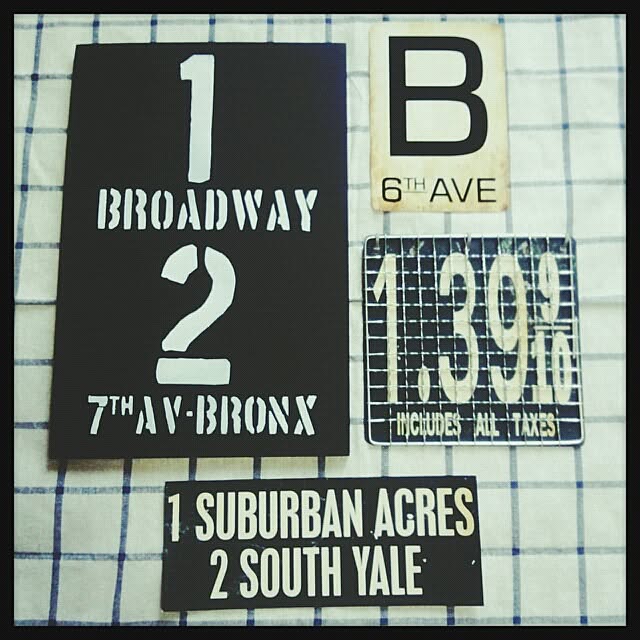 1
BROADWAY
2
7TH AV-BRONX
B
6TH AVE
1.39 9/10
INCLUDES ALL TAXES
1 SUBURBAN ACRES
2 SOUTH YALE